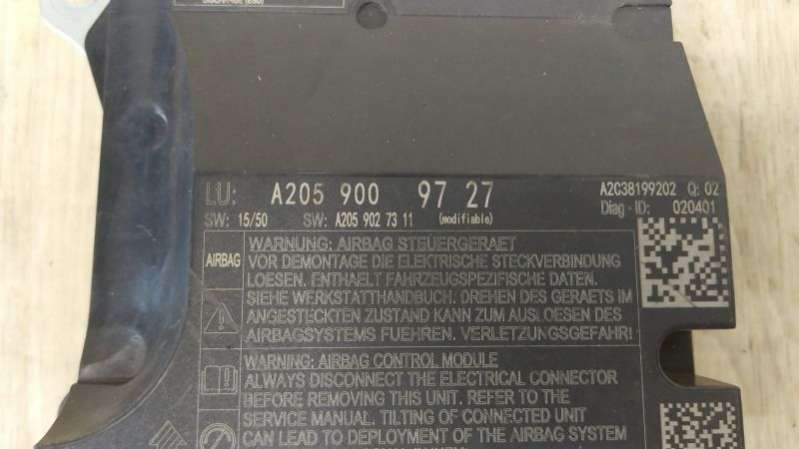 LU: A205 900 97 27 A2C38199202 Q: 02
SW: 15/50 SW: A205 902 73 11 (modifiable) Diag-ID: 020401
AIRBAG
WARNUNG: AIRBAG STEUERGERAET
VOR DEMONTAGE DIE ELEKTRISCHE STECKVERBINDUNG
LOESEN. ENTHAELT FAHRZEUGSPEZIFISCHE DATEN.
SIEHE WERKSTATTHANDBUCH. DREHEN DES GERAETS IM
ANGESTECKTEN ZUSTAND KANN ZUM AUSLOESEN DES
AIRBAGSYSTEMS FUEHREN. VERLETZUNGSGEFAHR!
WARNING: AIRBAG CONTROL MODULE
ALWAYS DISCONNECT THE ELECTRICAL CONNECTOR
BEFORE REMOVING THIS UNIT. REFER TO THE
SERVICE MANUAL. TILTING OF CONNECTED UNIT
CAN LEAD TO DEPLOYMENT OF THE AIRBAG SYSTEM